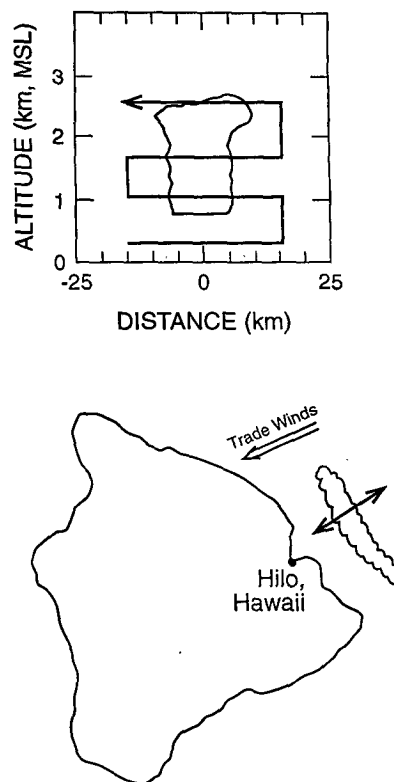 ALTITUDE (km, MSL)
3
2
1
0
-25
0
25
DISTANCE (km)
Trade Winds
Hilo,
Hawaii